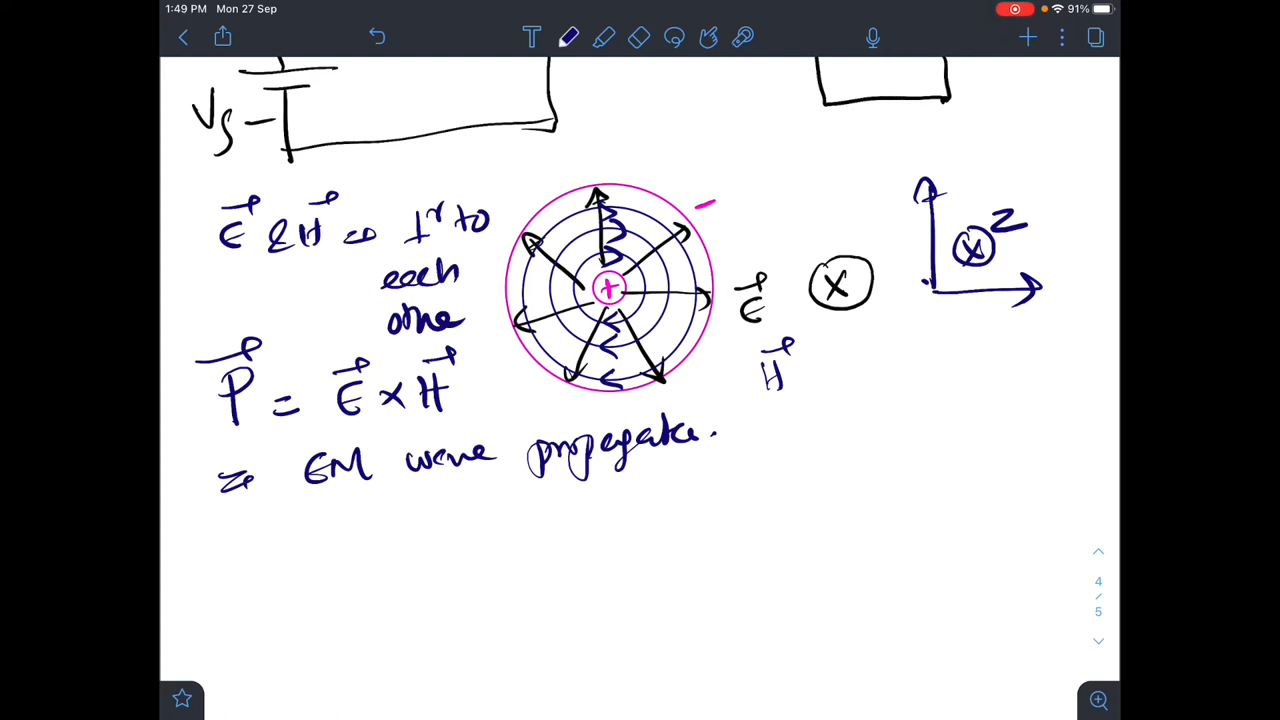 1:49 PM Mon 27 Sep
91%
T
Vs
E & H ⇔ ⊥r to
each
other
+
−
E
H
X
X Z
P = E x H
⇒ EM wave propagate.
4
/
5